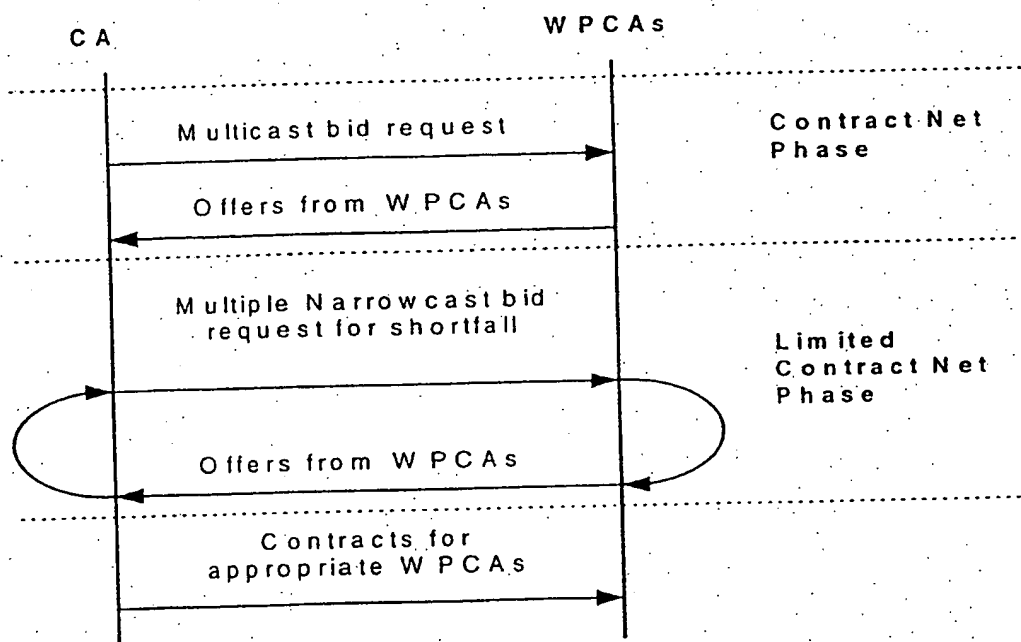 CA
WPCAs
Multicast bid request
Contract Net
Phase
Offers from WPCAs
Multiple Narrowcast bid
request for shortfall
Limited
Contract Net
Phase
Offers from WPCAs
Contracts for
appropriate WPCAs